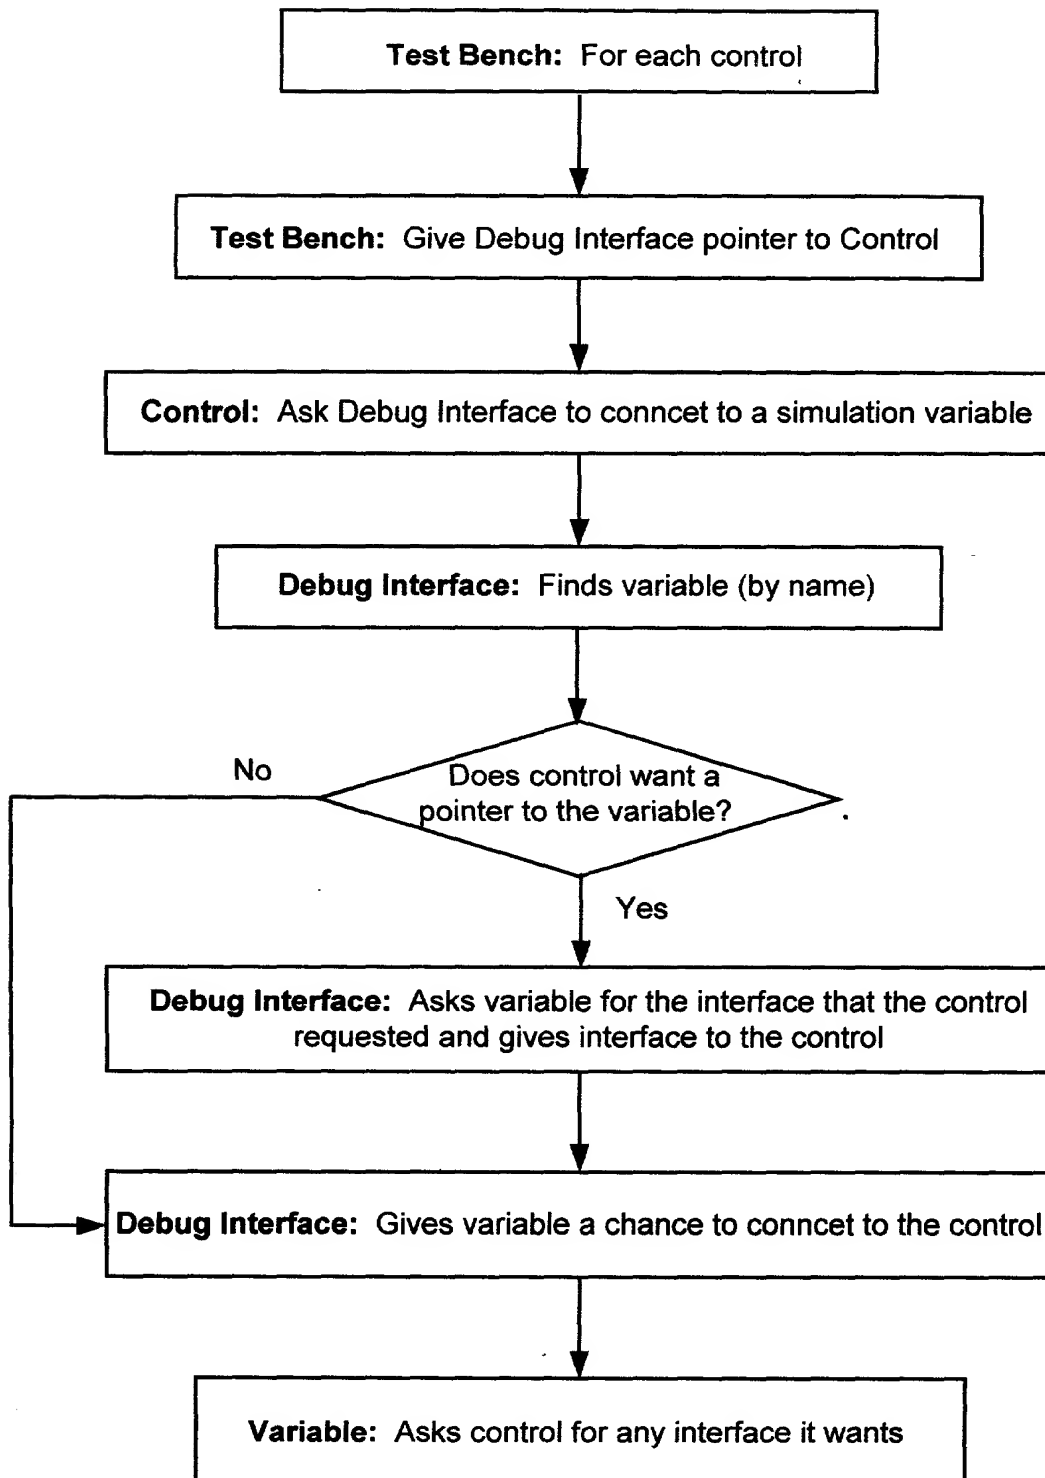 Test Bench: For each control
Test Bench: Give Debug Interface pointer to Control
Control: Ask Debug Interface to conncet to a simulation variable
Debug Interface: Finds variable (by name)
No
Does control want a
pointer to the variable?
Yes
Debug Interface: Asks variable for the interface that the control
requested and gives interface to the control
Debug Interface: Gives variable a chance to conncet to the control
Variable: Asks control for any interface it wants